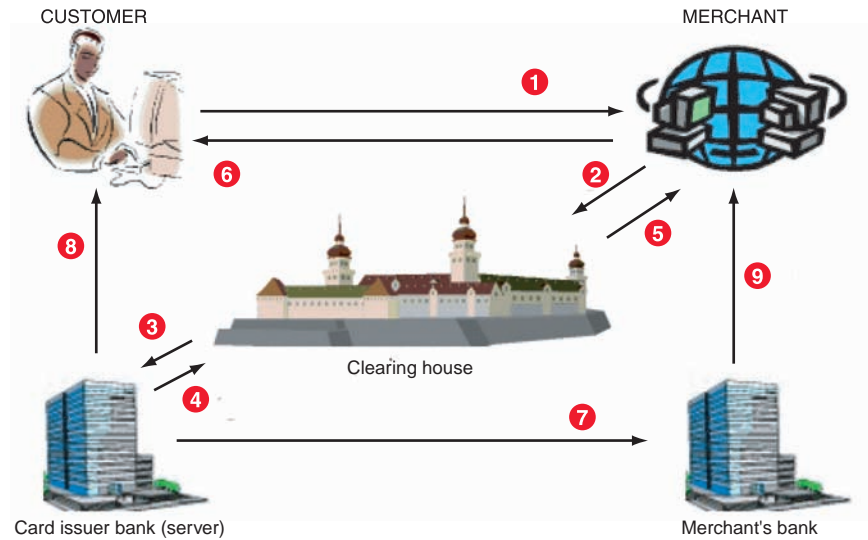 CUSTOMER
MERCHANT
1
6
2
5
8
9
3
Clearing house
4
7
Card issuer bank (server)
Merchant's bank